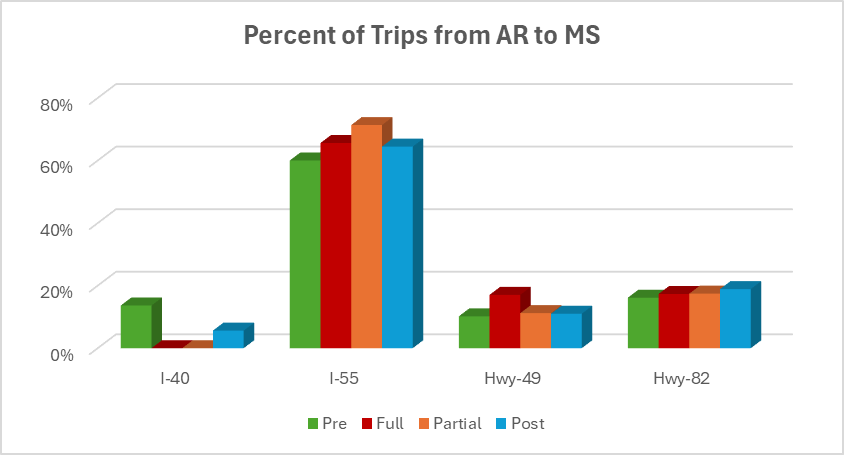 Percent of Trips from AR to MS
80%
60%
40%
20%
0%
I-40 I-55 Hwy-49 Hwy-82
Pre Full Partial Post